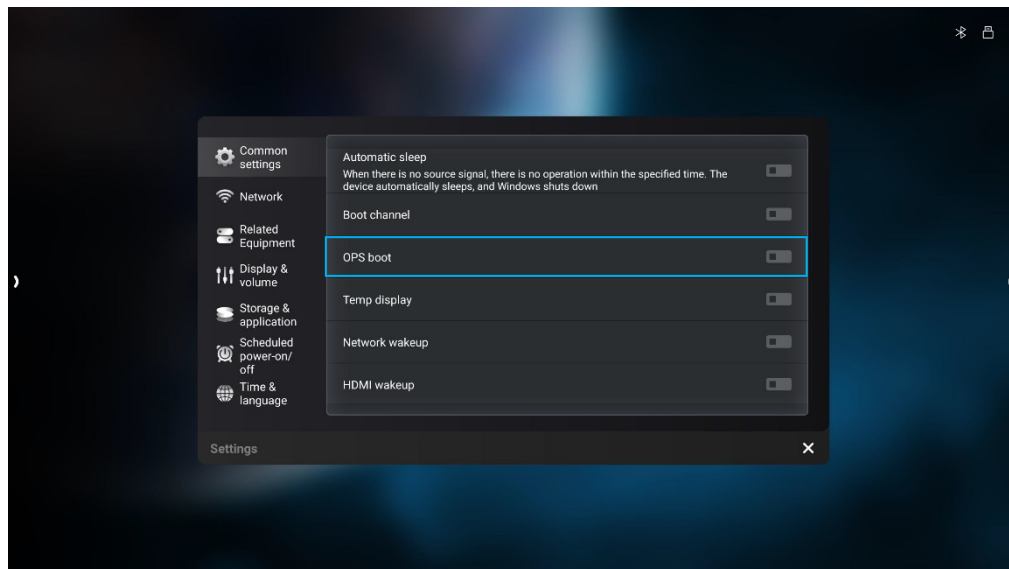 Common
settings
Network
Related
Equipment
Display &
volume
Storage &
application
Scheduled
power-on/
off
Time &
language
Automatic sleep
When there is no source signal, there is no operation within the specified time. The
device automatically sleeps, and Windows shuts down
Boot channel
OPS boot
Temp display
Network wakeup
HDMI wakeup
Settings